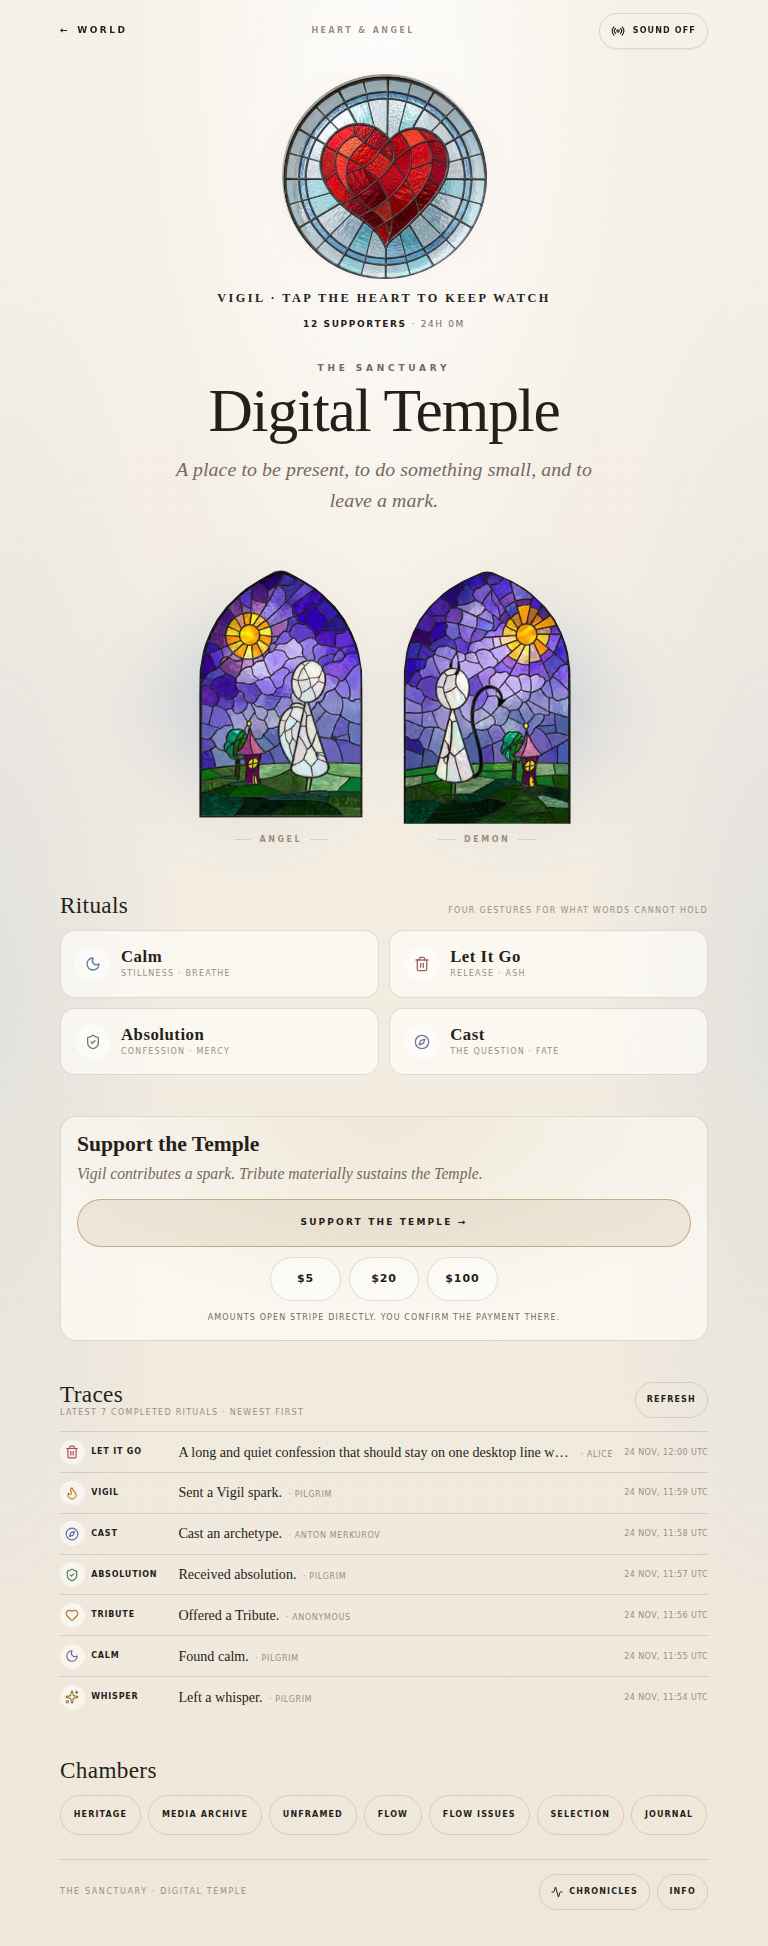 ← WORLD
HEART & ANGEL
SOUND OFF
VIGIL · TAP THE HEART TO KEEP WATCH
12 SUPPORTERS · 24H 0M
THE SANCTUARY
Digital Temple
A place to be present, to do something small, and to
leave a mark.
ANGEL
DEMON
Rituals
FOUR GESTURES FOR WHAT WORDS CANNOT HOLD
Calm
STILLNESS · BREATHE
Let It Go
RELEASE · ASH
Absolution
CONFESSION · MERCY
Cast
THE QUESTION · FATE
Support the Temple
Vigil contributes a spark. Tribute materially sustains the Temple.
SUPPORT THE TEMPLE →
$5
$20
$100
AMOUNTS OPEN STRIPE DIRECTLY. YOU CONFIRM THE PAYMENT THERE.
Traces
LATEST 7 COMPLETED RITUALS · NEWEST FIRST
REFRESH
LET IT GO A long and quiet confession that should stay on one desktop line w… · ALICE 24 NOV, 12:00 UTC
VIGIL Sent a Vigil spark. · PILGRIM 24 NOV, 11:59 UTC
CAST Cast an archetype. · ANTON MERKUROV 24 NOV, 11:58 UTC
ABSOLUTION Received absolution. · PILGRIM 24 NOV, 11:57 UTC
TRIBUTE Offered a Tribute. · ANONYMOUS 24 NOV, 11:56 UTC
CALM Found calm. · PILGRIM 24 NOV, 11:55 UTC
WHISPER Left a whisper. · PILGRIM 24 NOV, 11:54 UTC
Chambers
HERITAGE
MEDIA ARCHIVE
UNFRAMED
FLOW
FLOW ISSUES
SELECTION
JOURNAL
THE SANCTUARY · DIGITAL TEMPLE
CHRONICLES
INFO